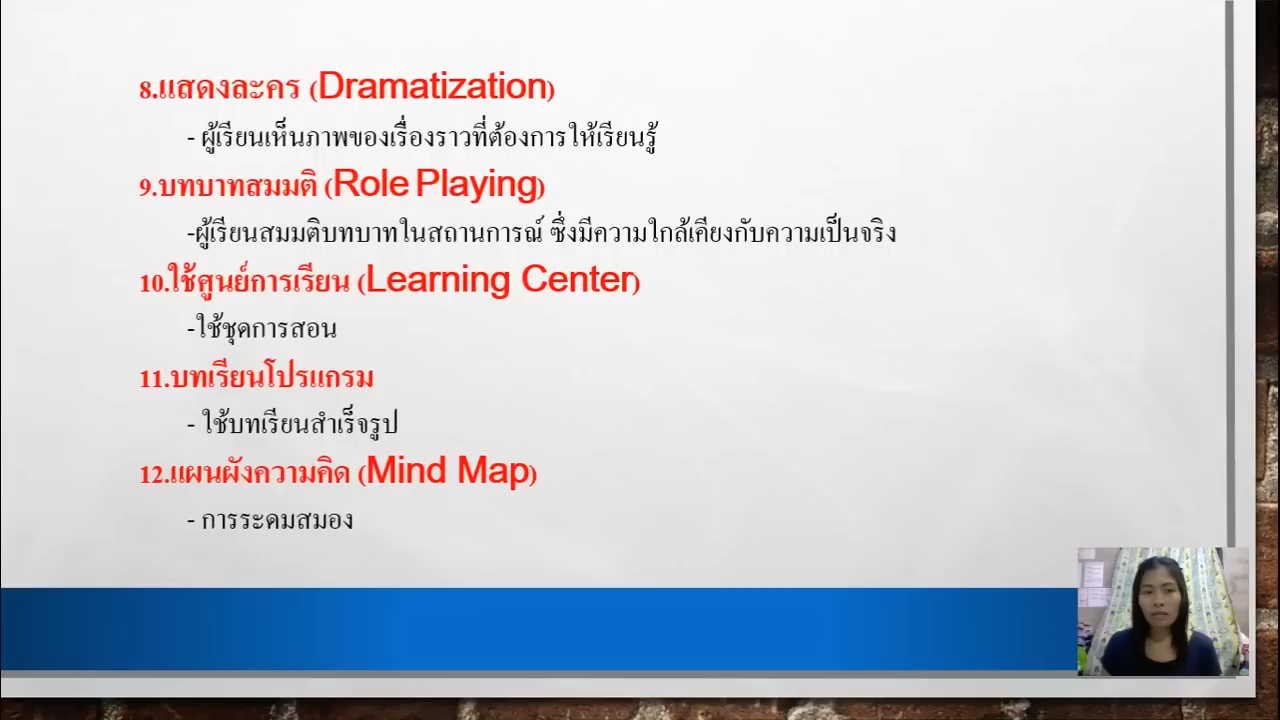 8.แสดงละคร (Dramatization)
- ผู้เรียนเห็นภาพของเรื่องราวที่ต้องการให้เรียนรู้
9.บทบาทสมมติ (Role Playing)
-ผู้เรียนสมมติบทบาทในสถานการณ์ ซึ่งมีความใกล้เคียงกับความเป็นจริง
10.ใช้ศูนย์การเรียน (Learning Center)
-ใช้ชุดการสอน
11.บทเรียนโปรแกรม
- ใช้บทเรียนสำเร็จรูป
12.แผนผังความคิด (Mind Map)
- การระดมสมอง